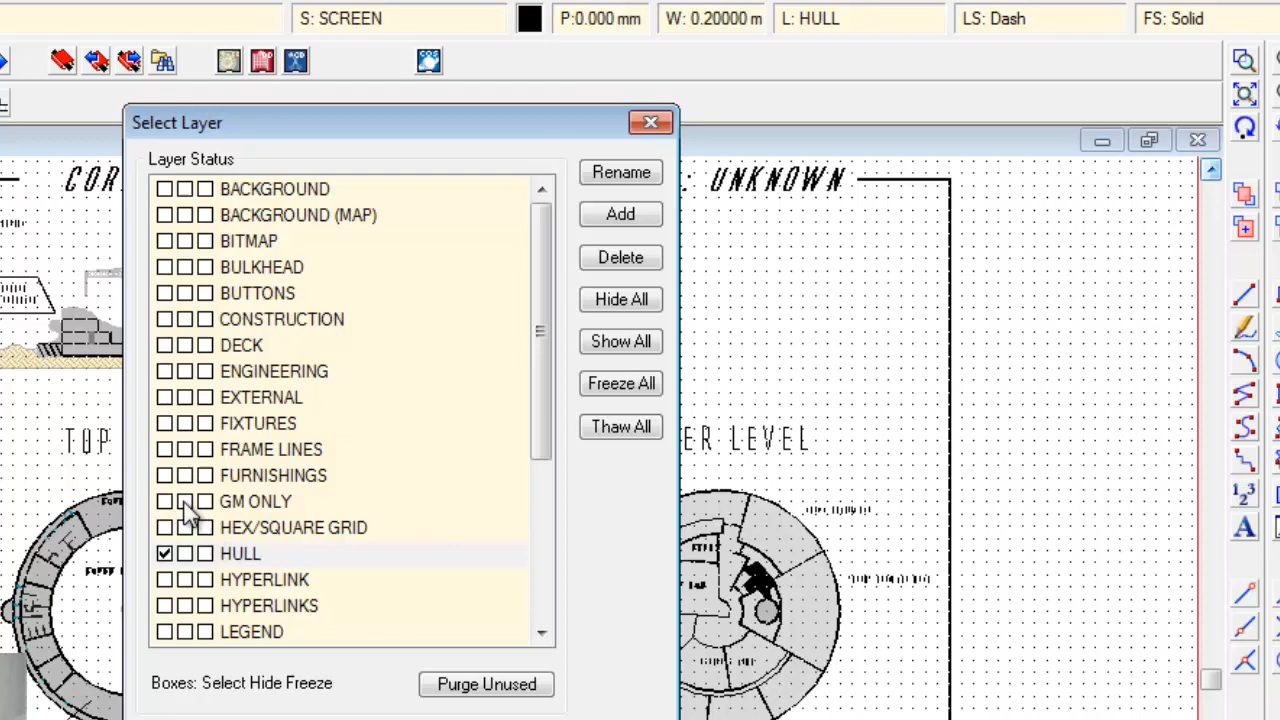 S: SCREEN
P:0.000 mm
W: 0.20000 m
L: HULL
LS: Dash
FS: Solid
Select Layer
Layer Status
BACKGROUND
BACKGROUND (MAP)
BITMAP
BULKHEAD
BUTTONS
CONSTRUCTION
DECK
ENGINEERING
EXTERNAL
FIXTURES
FRAME LINES
FURNISHINGS
GM ONLY
HEX/SQUARE GRID
HULL
HYPERLINK
HYPERLINKS
LEGEND
Boxes: Select Hide Freeze
Purge Unused
Rename
Add
Delete
Hide All
Show All
Freeze All
Thaw All
COR
: UNKNOWN
TOP
ER LEVEL